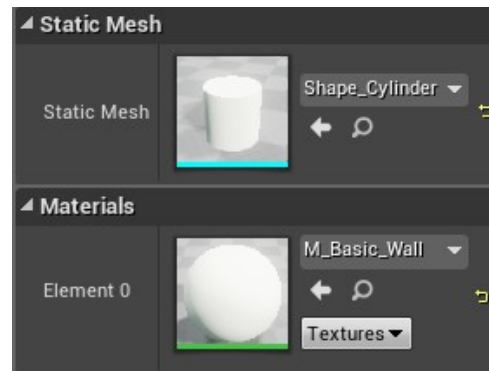 Static Mesh
Static Mesh
Shape_Cylinder
Materials
Element 0
M_Basic_Wall
Textures